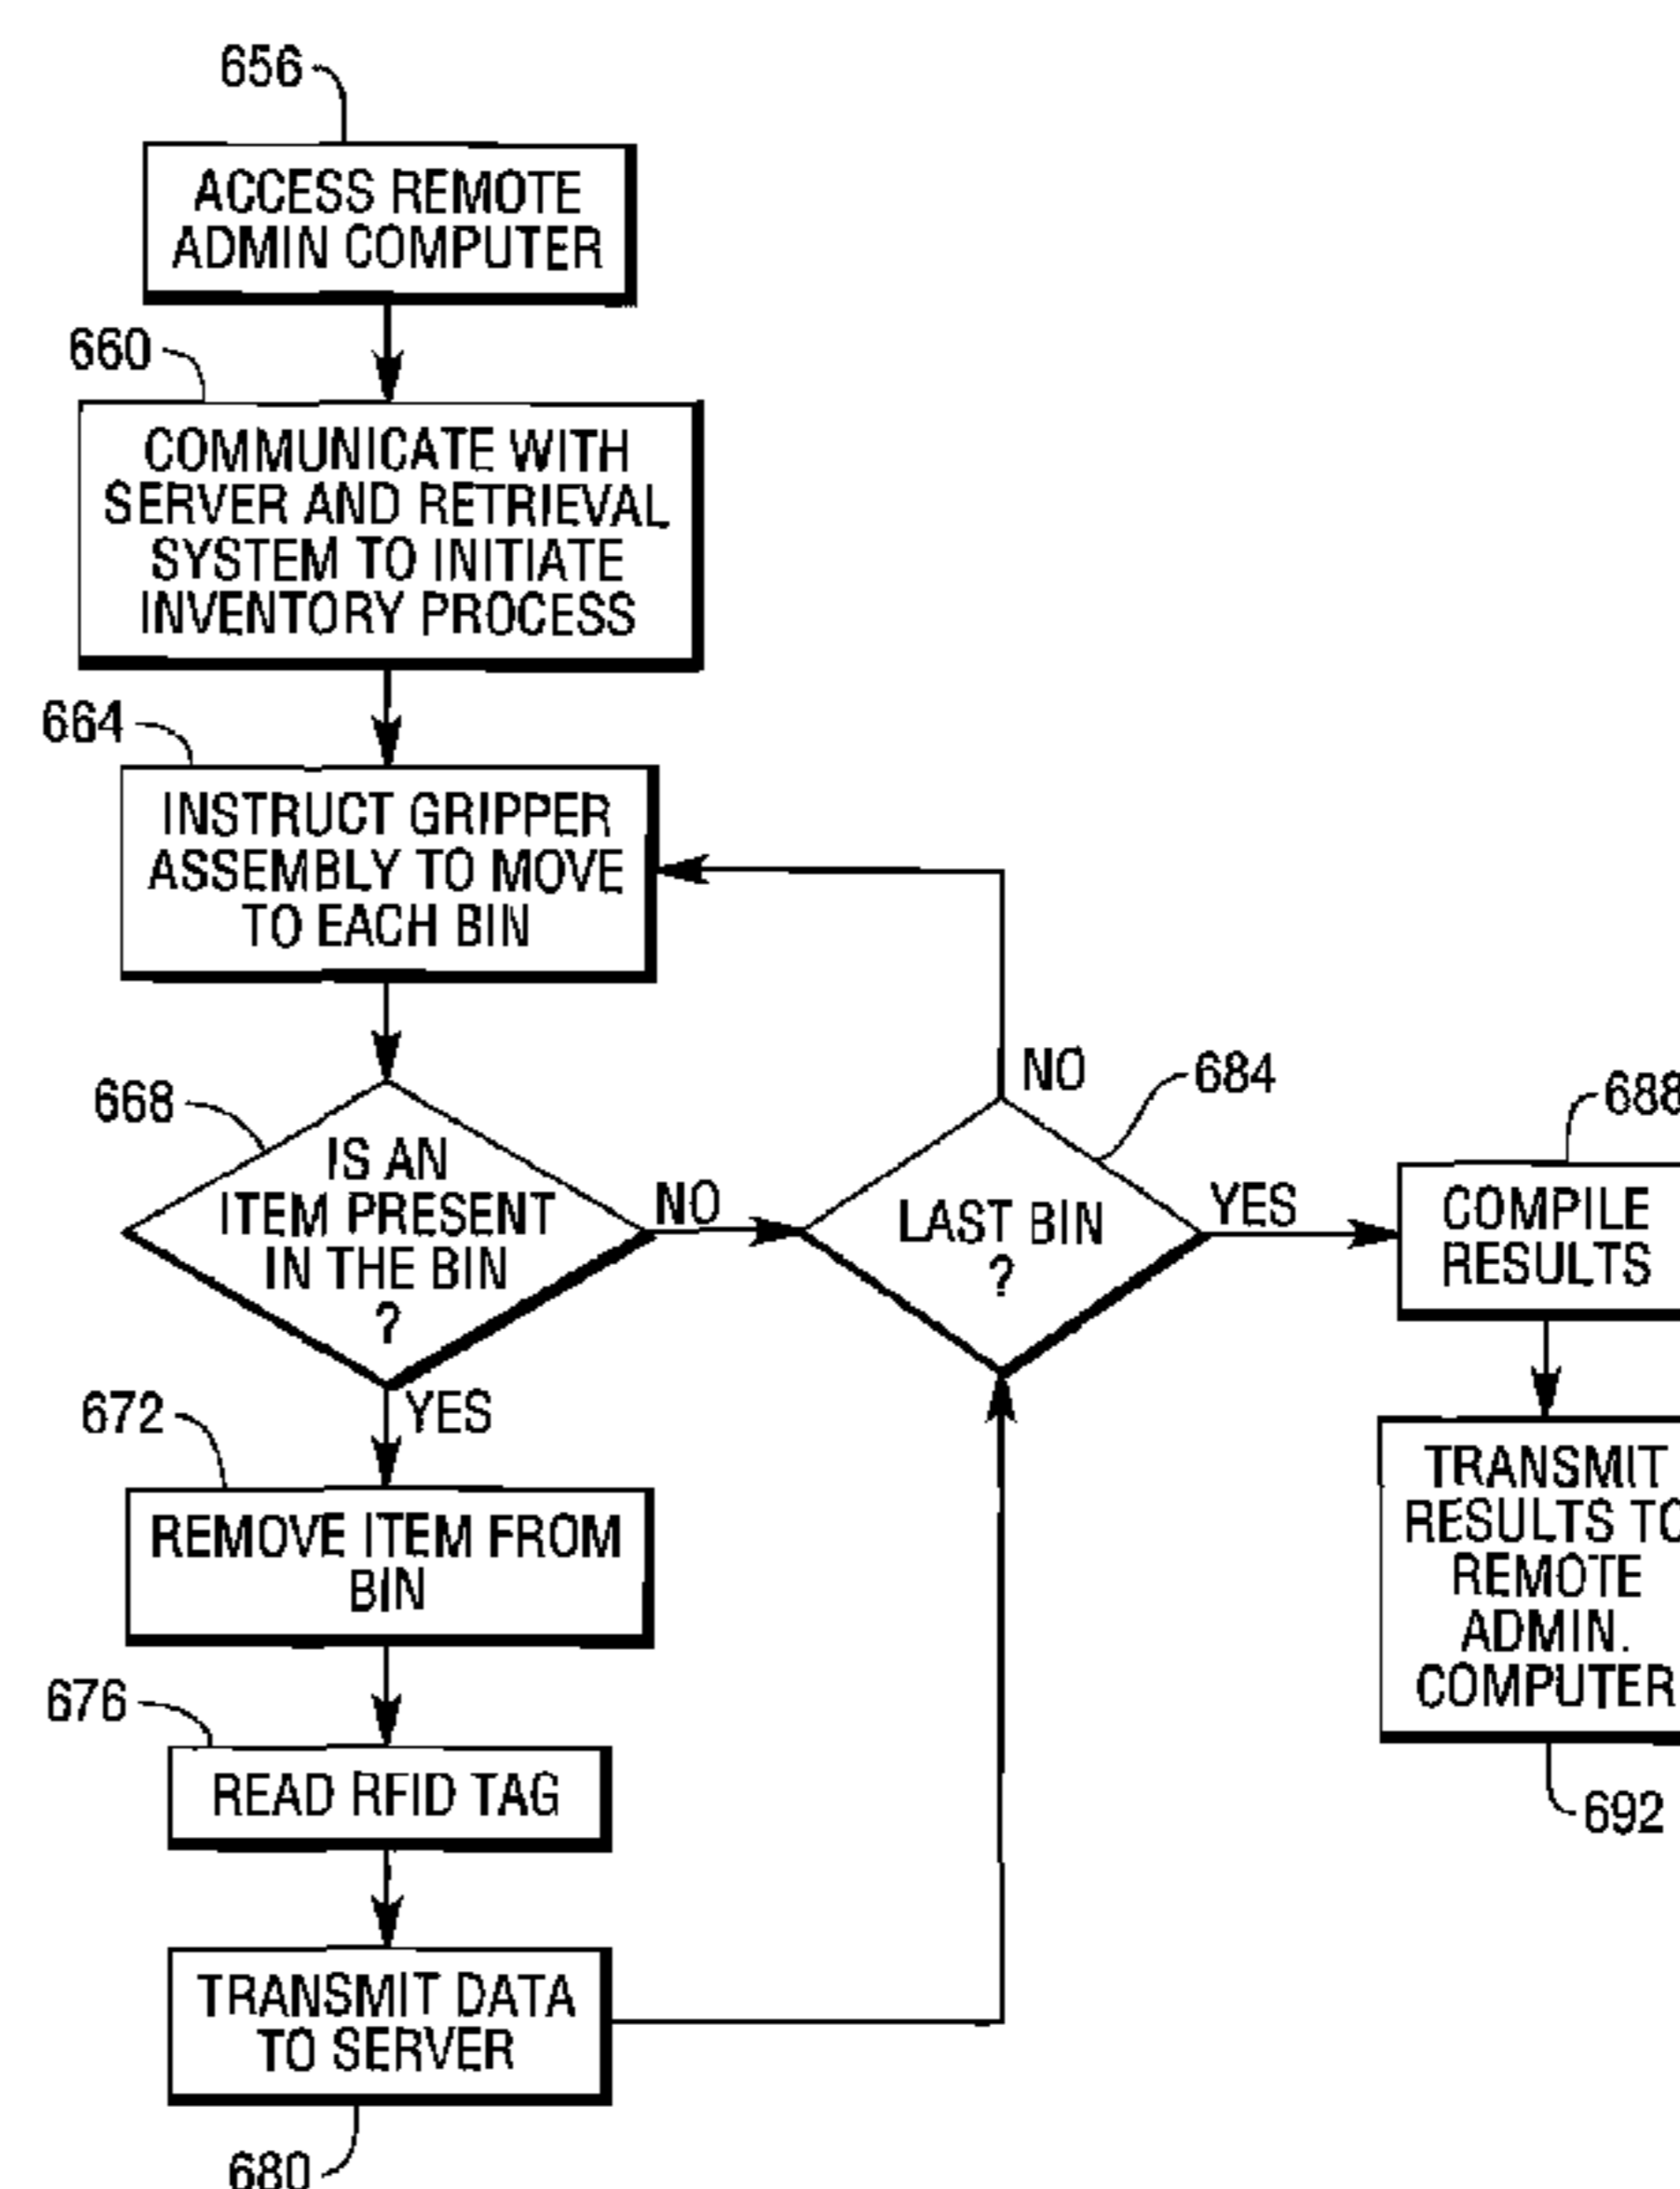 656
ACCESS REMOTE
ADMIN COMPUTER
660
COMMUNICATE WITH
SERVER AND RETRIEVAL
SYSTEM TO INITIATE
INVENTORY PROCESS
664
INSTRUCT GRIPPER
ASSEMBLY TO MOVE
TO EACH BIN
668
IS AN
ITEM PRESENT
IN THE BIN
?
NO
YES
672
REMOVE ITEM FROM
BIN
676
READ RFID TAG
TRANSMIT DATA
TO SERVER
680
NO
684
LAST BIN
?
YES
688
COMPILE
RESULTS
TRANSMIT
RESULTS TO
REMOTE
ADMIN.
COMPUTER
692